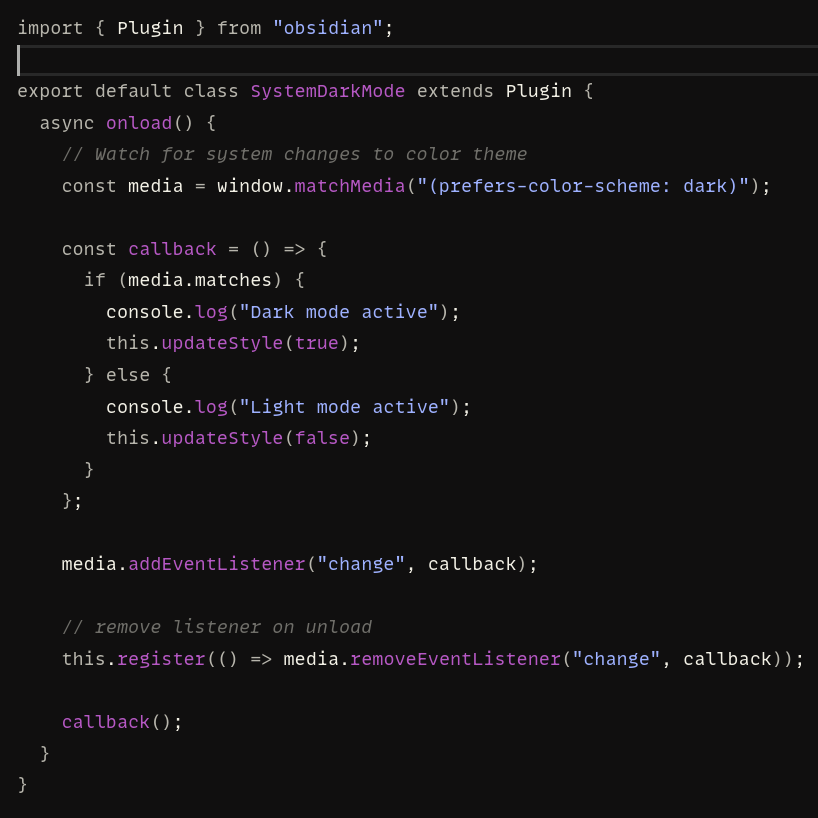 import { Plugin } from "obsidian";
export default class SystemDarkMode extends Plugin {
  async onload() {
    // Watch for system changes to color theme
    const media = window.matchMedia("(prefers-color-scheme: dark)");

    const callback = () => {
      if (media.matches) {
        console.log("Dark mode active");
        this.updateStyle(true);
      } else {
        console.log("Light mode active");
        this.updateStyle(false);
      }
    };

    media.addEventListener("change", callback);

    // remove listener on unload
    this.register(() => media.removeEventListener("change", callback));

    callback();
  }
}